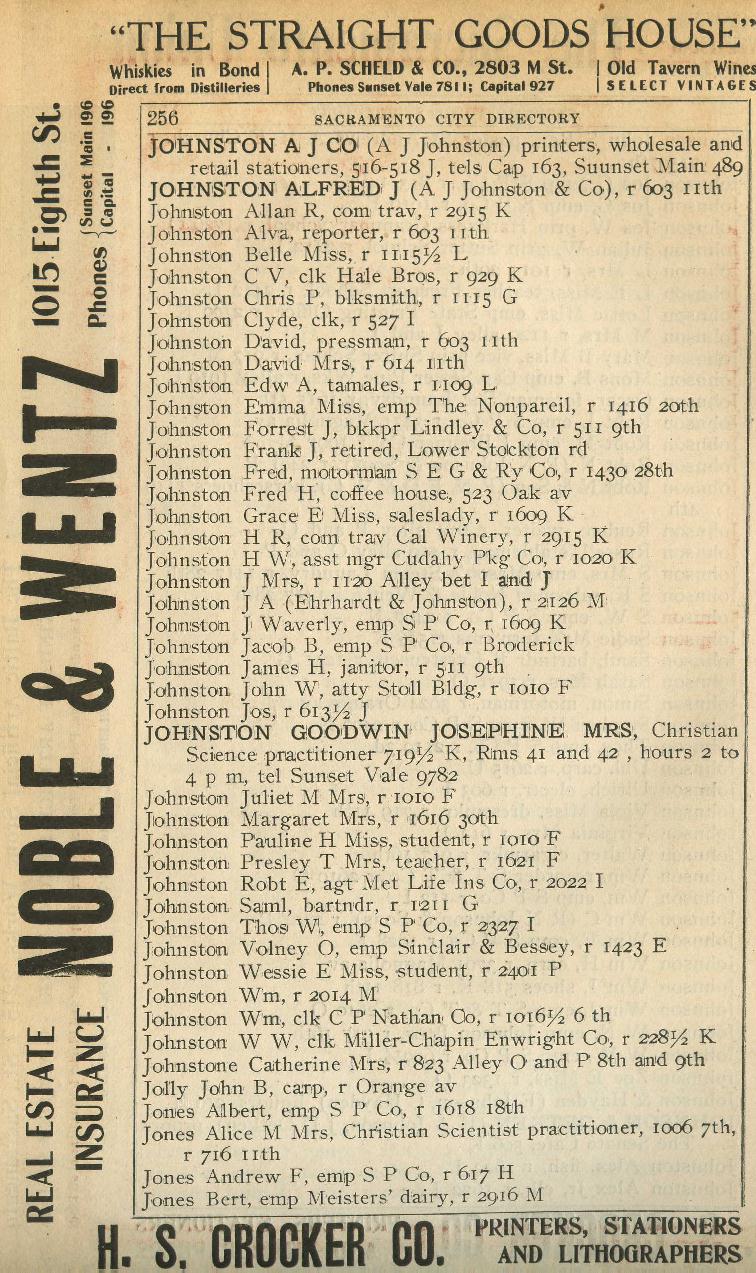 "THE STRAIGHT GOODS HOUSE"
Whiskies in Bond | A. P. SCHELD & CO., 2803 M St. | Old Tavern Wines
Direct from Distilleries | Phones Sunset Vale 7811; Capital 927 | SELECT VINTAGES
256 SACRAMENTO CITY DIRECTORY
JOHNSTON A J CO (A J Johnston) printers, wholesale and
retail stationers, 516-518 J, tels Cap 163, Suunset Main 489
JOHNSTON ALFRED J (A J Johnston & Co), r 603 11th
Johnston Allan R, com trav, r 2915 K
Johnston Alva, reporter, r 603 11th
Johnston Belle Miss, r 1115½ L
Johnston C V, clk Hale Bros, r 929 K
Johnston Chris P, blksmith, r 1115 G
Johnston Clyde, clk, r 527 I
Johnston David, pressman, r 603 11th
Johnston David Mrs, r 614 11th
Johnston Edw A, tamales, r 1109 L
Johnston Emma Miss, emp The Nonpareil, r 1416 20th
Johnston Forrest J, bkkpr Lindley & Co, r 511 9th
Johnston Frank J, retired, Lower Stockton rd
Johnston Fred, motorman S E G & Ry Co, r 1430 28th
Johnston Fred H, coffee house, 523 Oak av
Johnston Grace E Miss, saleslady, r 1609 K
Johnston H R, com trav Cal Winery, r 2915 K
Johnston H W, asst mgr Cudahy Pkg Co, r 1020 K
Johnston J Mrs, r 1120 Alley bet I and J
Johnston J A (Ehrhardt & Johnston), r 2126 M
Johnston J Waverly, emp S P Co, r 1609 K
Johnston Jacob B, emp S P Co, r Broderick
Johnston James H, janitor, r 511 9th
Johnston John W, atty Stoll Bldg, r 1010 F
Johnston Jos, r 613½ J
JOHNSTON GOODWIN JOSEPHINE MRS, Christian
Science practitioner 719½ K, Rms 41 and 42 , hours 2 to
4 p m, tel Sunset Vale 9782
Johnston Juliet M Mrs, r 1010 F
Johnston Margaret Mrs, r 1616 30th
Johnston Pauline H Miss, student, r 1010 F
Johnston Presley T Mrs, teacher, r 1621 F
Johnston Robt E, agt Met Life Ins Co, r 2022 I
Johnston Saml, bartndr, r 1211 G
Johnston Thos W, emp S P Co, r 2327 I
Johnston Volney O, emp Sinclair & Bessey, r 1423 E
Johnston Wessie E Miss, student, r 2401 P
Johnston Wm, r 2014 M
Johnston Wm, clk C P Nathan Co, r 1016½ 6 th
Johnston W W, clk Miller-Chapin Enwright Co, r 228½ K
Johnstone Catherine Mrs, r 823 Alley O and P 8th and 9th
Jolly John B, carp, r Orange av
Jones Albert, emp S P Co, r 1618 18th
Jones Alice M Mrs, Christian Scientist practitioner, 1006 7th,
r 716 11th
Jones Andrew F, emp S P Co, r 617 H
Jones Bert, emp Meisters' dairy, r 2916 M
REAL ESTATE
INSURANCE
NOBLE & WENTZ
1015 Eighth St.
Phones { Sunset Main 196
Capital - 196
H. S. CROCKER CO. PRINTERS, STATIONERS
AND LITHOGRAPHERS